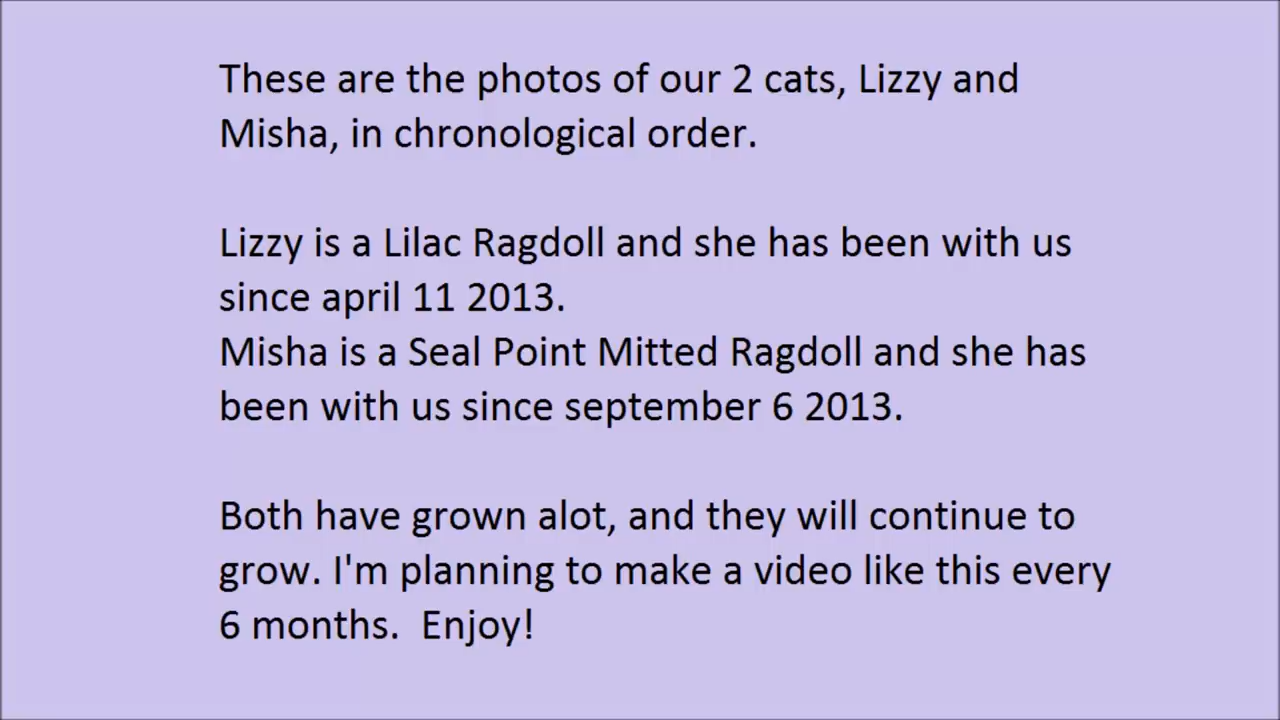 These are the photos of our 2 cats, Lizzy and
Misha, in chronological order.
Lizzy is a Lilac Ragdoll and she has been with us
since april 11 2013.
Misha is a Seal Point Mitted Ragdoll and she has
been with us since september 6 2013.
Both have grown alot, and they will continue to
grow. I'm planning to make a video like this every
6 months.  Enjoy!